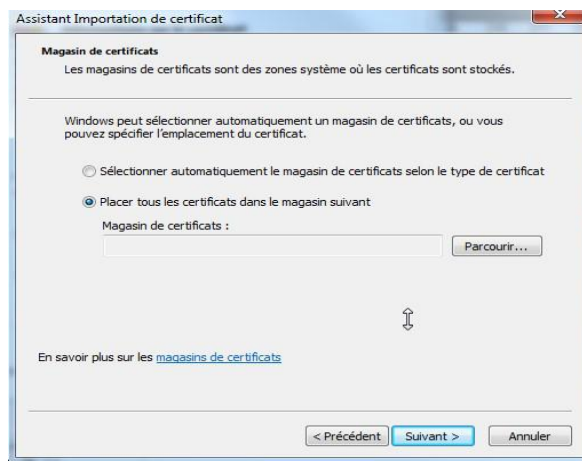 Assistant Importation de certificat
Magasin de certificats
Les magasins de certificats sont des zones système où les certificats sont stockés.
Windows peut sélectionner automatiquement un magasin de certificats, ou vous
pouvez spécifier l'emplacement du certificat.
Sélectionner automatiquement le magasin de certificats selon le type de certificat
Placer tous les certificats dans le magasin suivant
Magasin de certificats :
Parcourir...
En savoir plus sur les magasins de certificats
< Précédent Suivant > Annuler